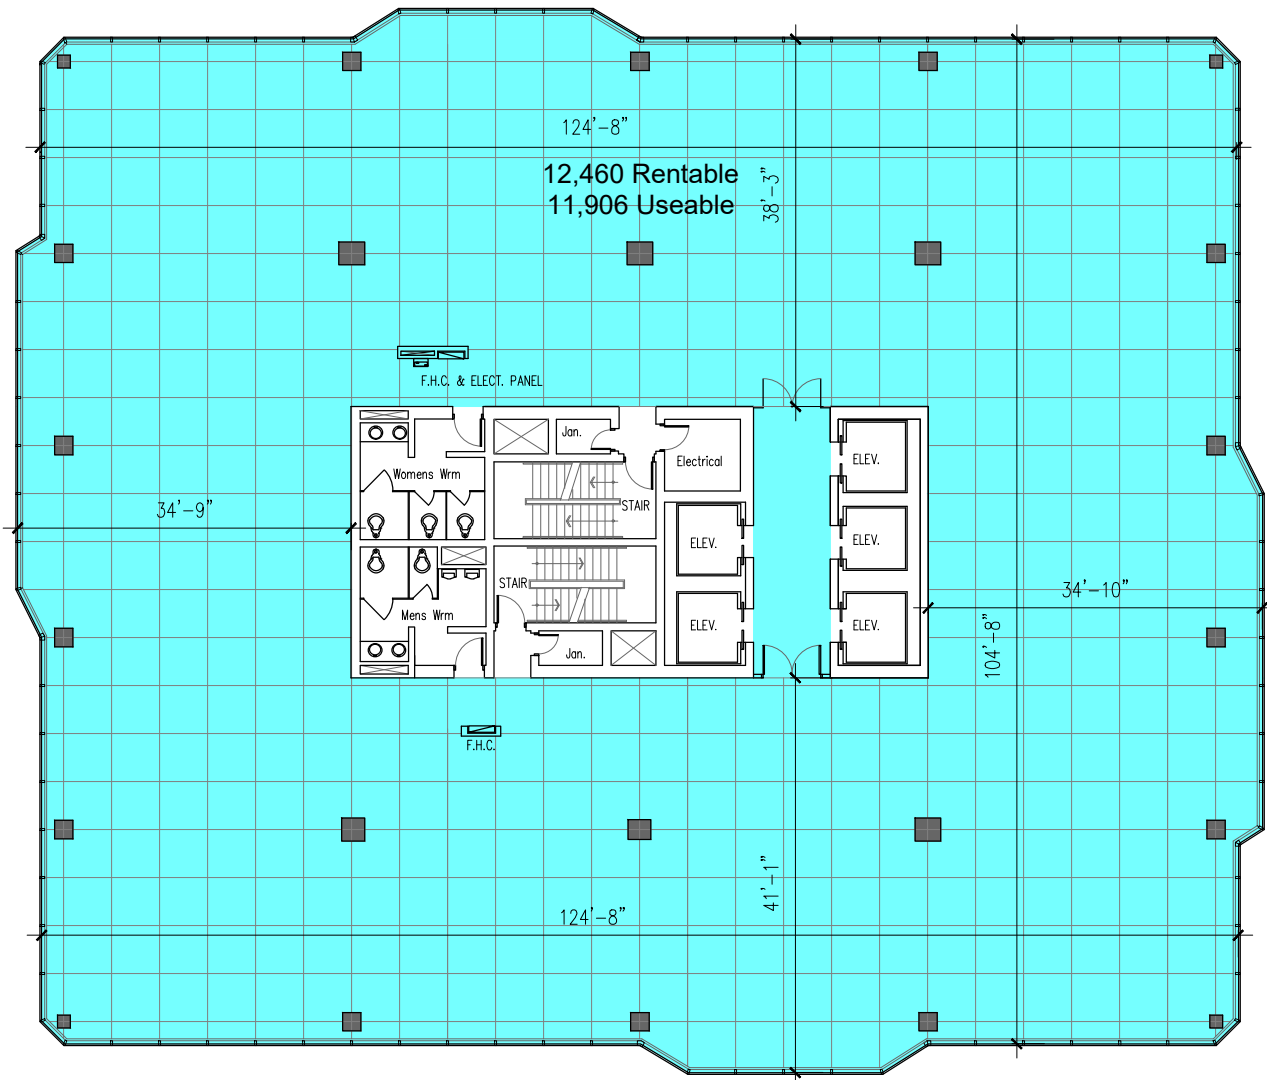 124'-8"
12,460 Rentable
11,906 Useable
38'-3"
F.H.C. & ELECT. PANEL
Jan.
Electrical
ELEV.
Womens Wrm
STAIR
34'-9"
ELEV.
ELEV.
STAIR
34'-10"
Mens Wrm
ELEV.
ELEV.
104'-8"
Jan.
F.H.C.
41'-1"
124'-8"